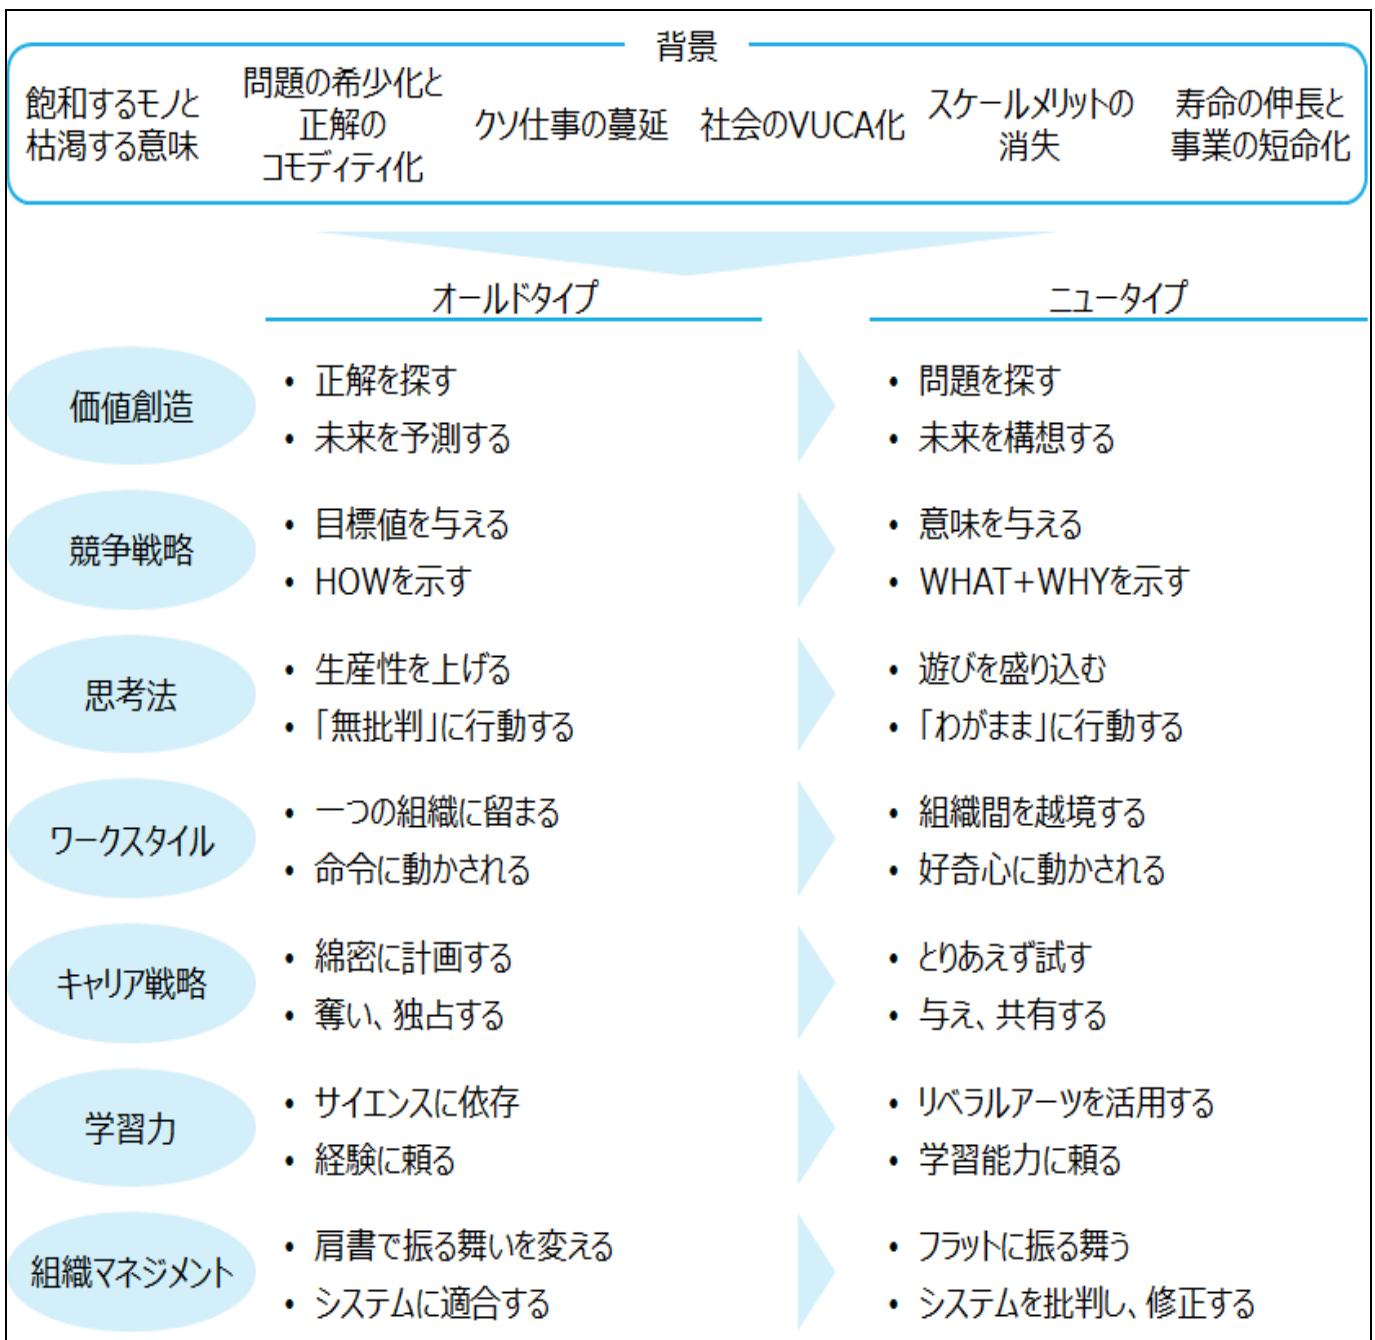 背景
飽和するモノと
枯渇する意味
問題の希少化と
正解の
コモディティ化
クソ仕事の蔓延
社会のVUCA化
スケールメリットの
消失
寿命の伸長と
事業の短命化
オールドタイプ
ニュータイプ
価値創造
• 正解を探す
• 未来を予測する
• 問題を探す
• 未来を構想する
競争戦略
• 目標値を与える
• HOWを示す
• 意味を与える
• WHAT+WHYを示す
思考法
• 生産性を上げる
• 「無批判」に行動する
• 遊びを盛り込む
• 「わがまま」に行動する
ワークスタイル
• 一つの組織に留まる
• 命令に動かされる
• 組織間を越境する
• 好奇心に動かされる
キャリア戦略
• 綿密に計画する
• 奪い、独占する
• とりあえず試す
• 与え、共有する
学習力
• サイエンスに依存
• 経験に頼る
• リベラルアーツを活用する
• 学習能力に頼る
組織マネジメント
• 肩書で振る舞いを変える
• システムに適合する
• フラットに振る舞う
• システムを批判し、修正する